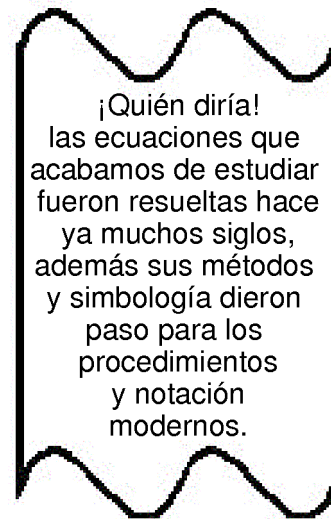 ¡Quién diría!
las ecuaciones que
acabamos de estudiar
fueron resueltas hace
ya muchos siglos,
además sus métodos
y simbología dieron
paso para los
procedimientos
y notación
modernos.